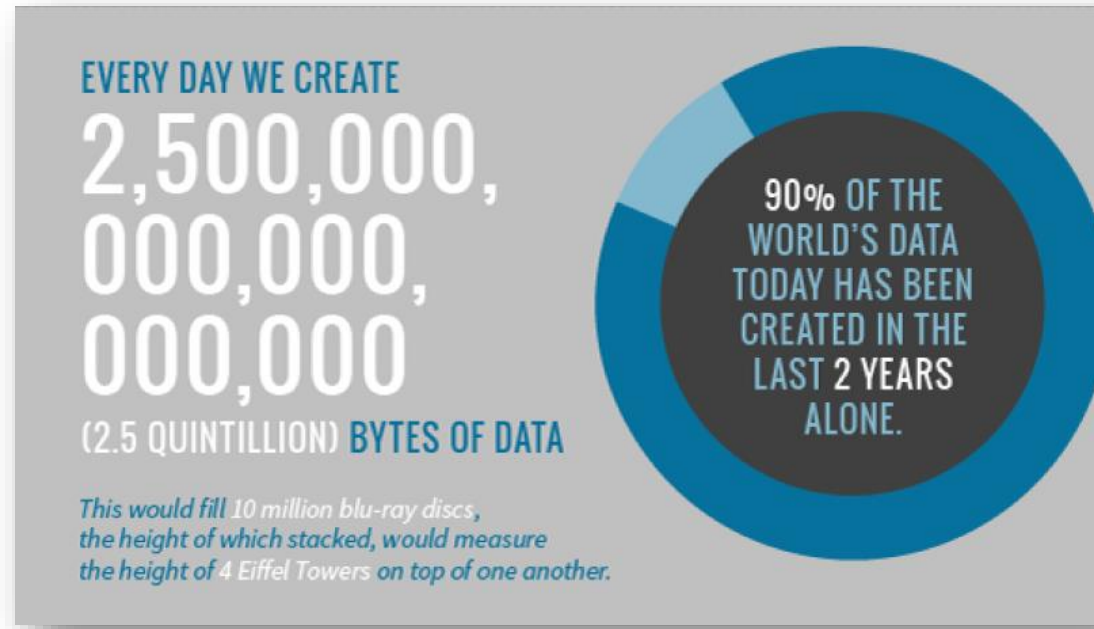 EVERY DAY WE CREATE
2,500,000,
000,000,
000,000
(2.5 QUINTILLION) BYTES OF DATA
This would fill 10 million blu-ray discs,
the height of which stacked, would measure
the height of 4 Eiffel Towers on top of one another.
90% OF THE
WORLD'S DATA
TODAY HAS BEEN
CREATED IN THE
LAST 2 YEARS
ALONE.